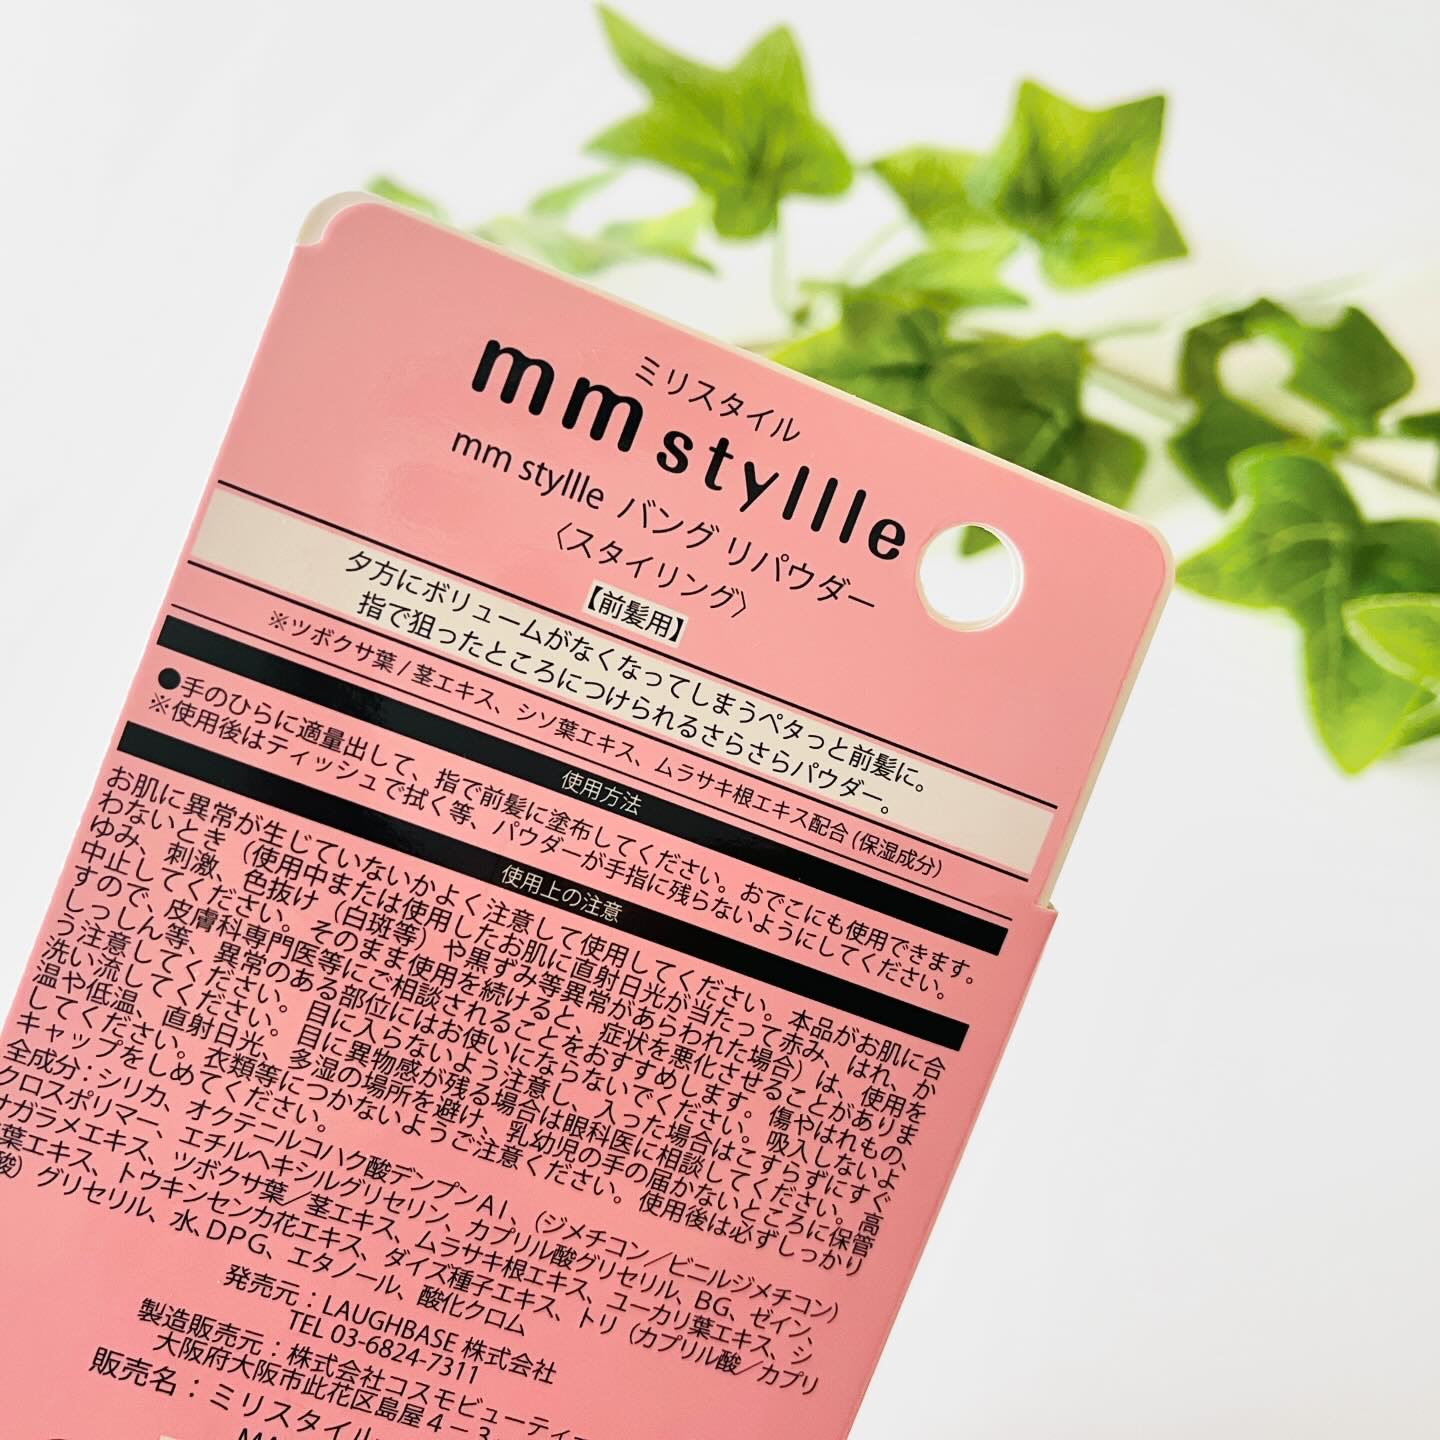 ミリスタイル
mm styllle
mm styllle バング リパウダー
〈スタイリング〉
【前髪用】
夕方にボリュームがなくなってしまうペタっと前髪に。
指で狙ったところにつけられるさらさらパウダー。
※ツボクサ葉/茎エキス、シソ葉エキス、ムラサキ根エキス配合(保湿成分)
使用方法
●手のひらに適量出して、指で前髪に塗布してください。おでこにも使用できます。
※使用後はティッシュで拭く等、パウダーが手指に残らないようにしてください。
使用上の注意
お肌に異常が生じていないかよく注意して使用してください。本品がお肌に合
わないとき（使用中または使用したお肌に直射日光が当たって赤み、はれ、か
ゆみ、刺激、色抜け（白斑等）や黒ずみ等異常があらわれた場合）は、使用を
中止してください。そのまま使用を続けると、症状を悪化させることがありま
すので、皮膚科専門医等にご相談されることをおすすめします。傷やはれもの、
しっしん等、異常のある部位にはお使いにならないでください。吸入しないよ
う注意してください。目に入らないよう注意し、入った場合はこすらずにすぐ
洗い流してください。目に異物感が残る場合は眼科医に相談してください。高
温や低温、直射日光、多湿の場所を避け、乳幼児の手の届かないところに保管
してください。衣類等につかないようご注意ください。使用後は必ずしっかり
キャップをしめてください。
全成分：シリカ、オクテニルコハク酸デンプンAl、（ジメチコン／ビニルジメチコン）
クロスポリマー、エチルヘキシルグリセリン、カプリル酸グリセリル、BG、ゼイン、
オガラメエキス、ツボクサ葉／茎エキス、ムラサキ根エキス、ユーカリ葉エキス、シ
葉エキス、トウキンセンカ花エキス、ダイズ種子エキス、トリ（カプリル酸／カプリ
酸）グリセリル、水、DPG、エタノール、酸化クロム
発売元：LAUGHBASE 株式会社
TEL 03-6824-7311
製造販売元：株式会社コスモビューティ
大阪府大阪市此花区島屋４－３
販売名：ミリスタイル
MA